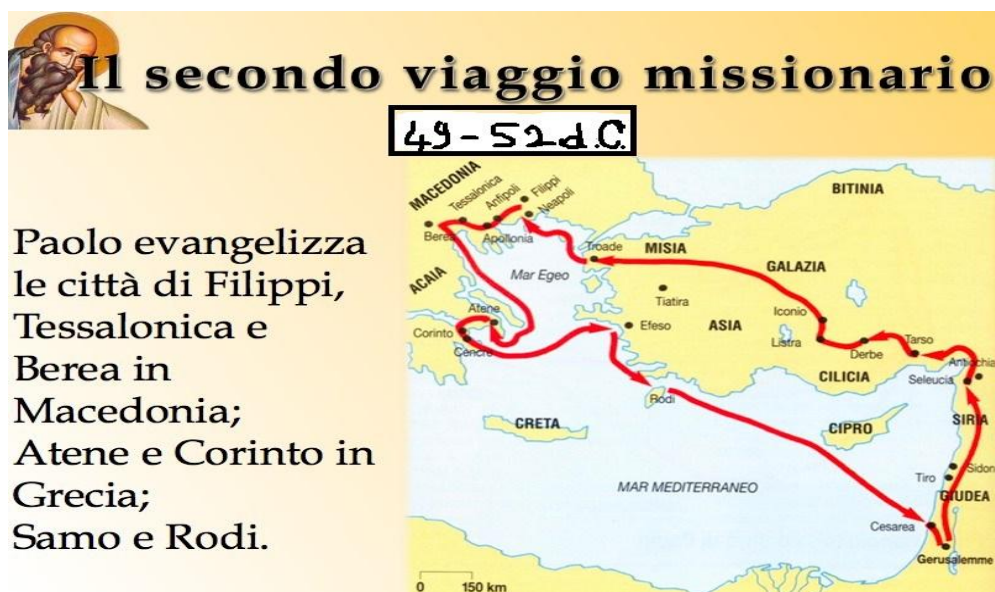 Il secondo viaggio missionario
49-52 d.C.
Paolo evangelizza
le città di Filippi,
Tessalonica e
Berea in
Macedonia;
Atene e Corinto in
Grecia;
Samo e Rodi.
MACEDONIA
Tessalonica
Anfipoli
Filippi
Neapoli
Berea
Apollonia
BITINIA
Troade
MISIA
GALAZIA
Mar Egeo
ACAIA
Tiatira
Atene
Iconio
Corinto
Efeso
ASIA
Cencre
Listra
Derbe
Tarso
Antiochia
CILICIA
Seleucia
Rodi
CRETA
CIPRO
SIRIA
Sidon
Tiro
MAR MEDITERRANEO
GIUDEA
Cesarea
Gerusalemme
0 150 km